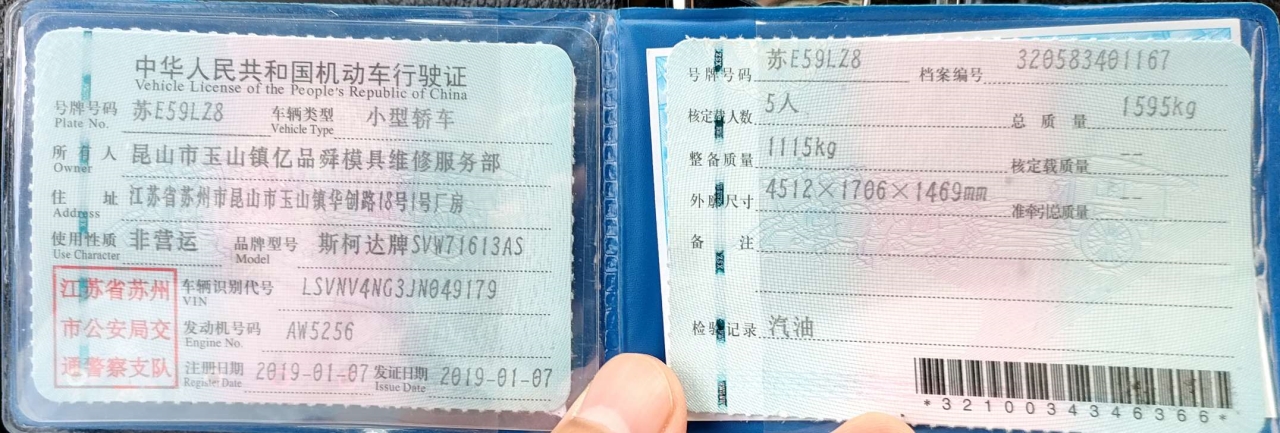 中华人民共和国机动车行驶证
Vehicle License of the People's Republic of China
号牌号码 苏E59LZ8 车辆类型 小型轿车
Plate No. Vehicle Type
所有人 昆山市玉山镇亿品舜模具维修服务部
Owner
住址 江苏省苏州市昆山市玉山镇华创路18号1号厂房
Address
使用性质 非营运 品牌型号 斯柯达牌SVW71613AS
Use Character Model
江苏省苏州
市公安局交
通警察支队
车辆识别代号 LSVNV4NG3JN049179
VIN
发动机号码 AW5256
Engine No.
注册日期 2019-01-07 发证日期 2019-01-07
Register Date Issue Date
号牌号码 苏E59LZ8 档案编号 320583401167
核定载人数 5人 总质量 1595kg
整备质量 1115kg 核定载质量 --
外廓尺寸 4512×1706×1469mm 准牵引总质量 --
备注
检验记录 汽油
*3210034346366*